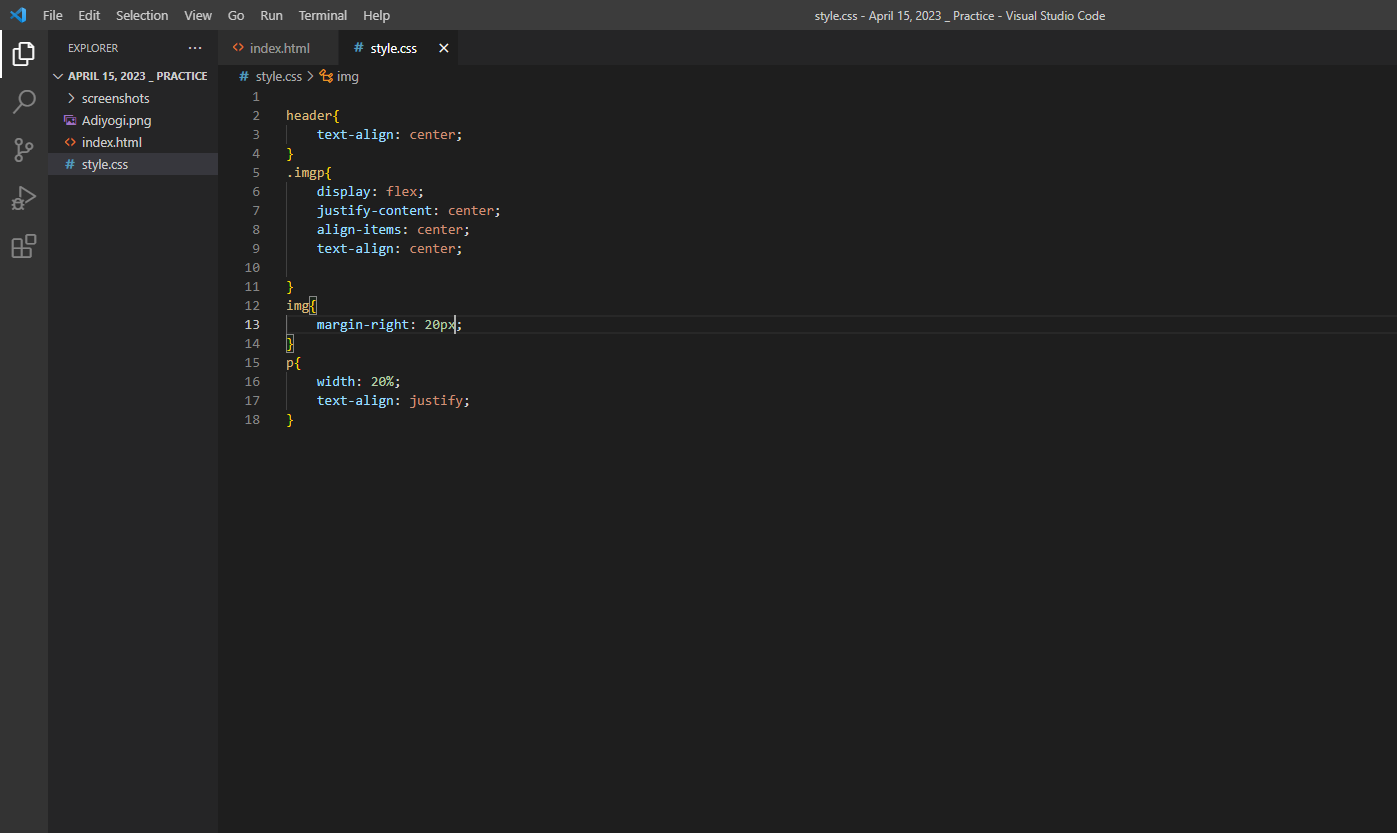 File Edit Selection View Go Run Terminal Help
style.css - April 15, 2023 _ Practice - Visual Studio Code
EXPLORER
index.html
# style.css
APRIL 15, 2023 _ PRACTICE
screenshots
Adiyogi.png
index.html
# style.css
# style.css > img
1
2 header{
3     text-align: center;
4 }
5 .imgp{
6     display: flex;
7     justify-content: center;
8     align-items: center;
9     text-align: center;
10
11 }
12 img{
13     margin-right: 20px;
14 }
15 p{
16     width: 20%;
17     text-align: justify;
18 }